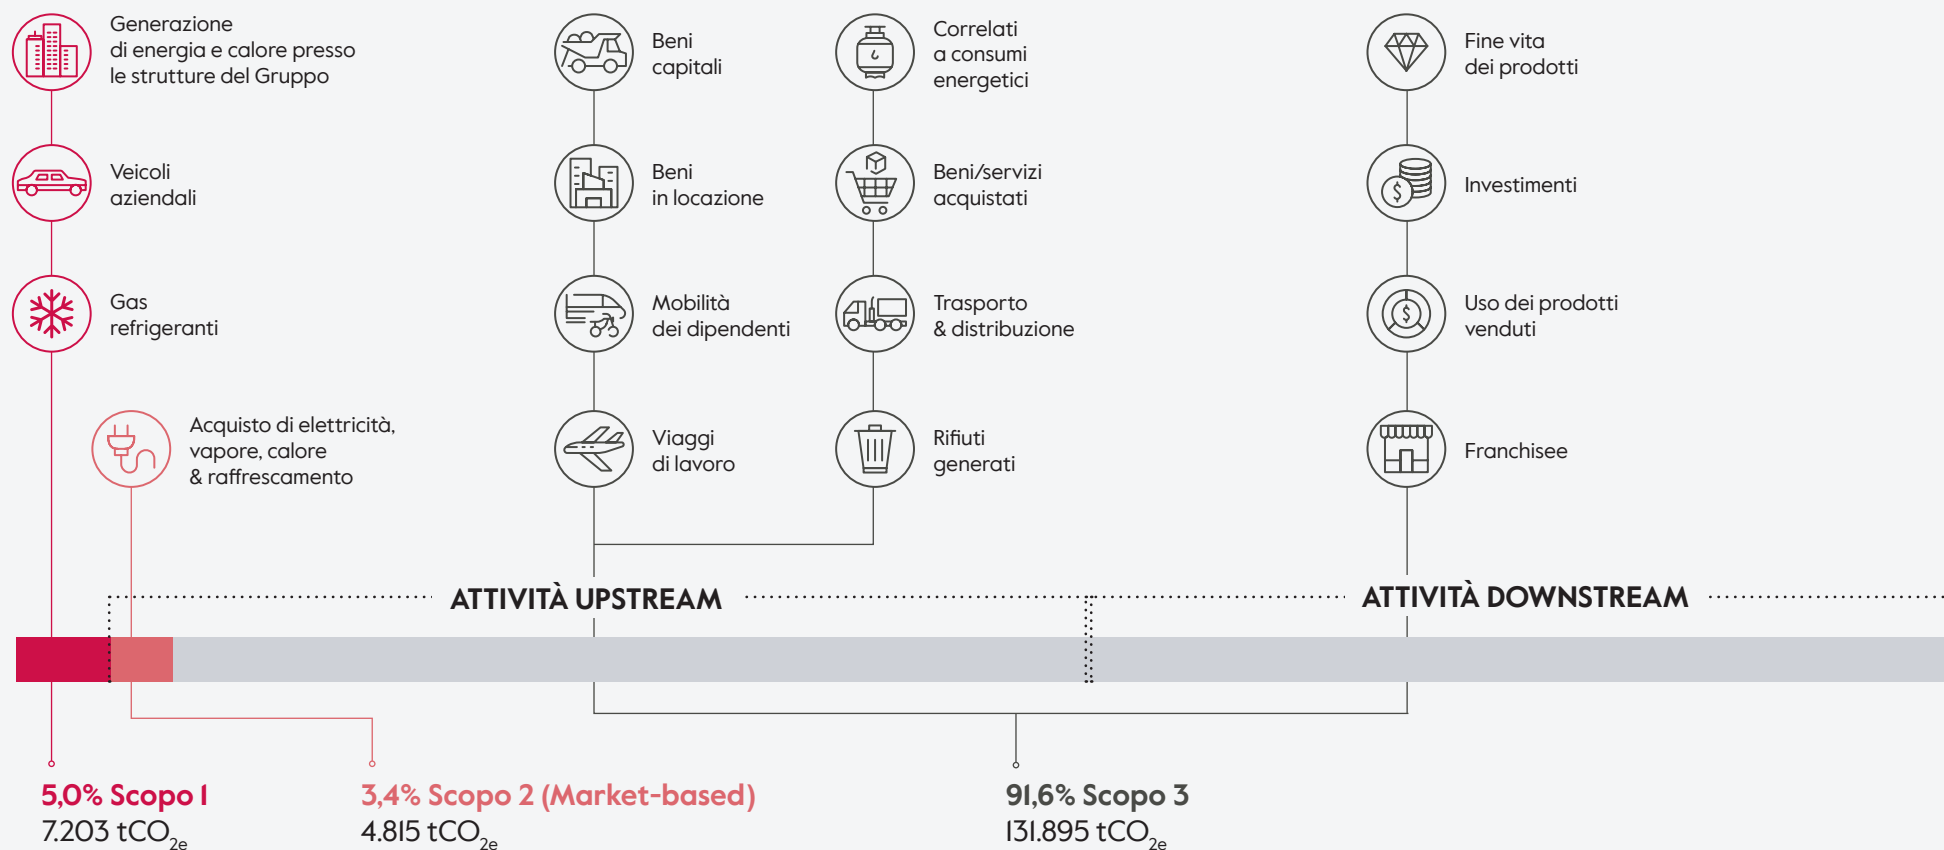 Generazione
di energia e calore presso
le strutture del Gruppo
Veicoli
aziendali
Gas
refrigeranti
Acquisto di elettricità,
vapore, calore
& raffrescamento
Beni
capitali
Beni
in locazione
Mobilità
dei dipendenti
Viaggi
di lavoro
Correlati
a consumi
energetici
Beni/servizi
acquistati
Trasporto
& distribuzione
Rifiuti
generati
Fine vita
dei prodotti
$
$
Investimenti
$
Uso dei prodotti
venduti
Franchisee
ATTIVITÀ UPSTREAM
ATTIVITÀ DOWNSTREAM
5,0% Scopo 1
7.203 tCO2e
3,4% Scopo 2 (Market-based)
4.815 tCO2e
91,6% Scopo 3
131.895 tCO2e